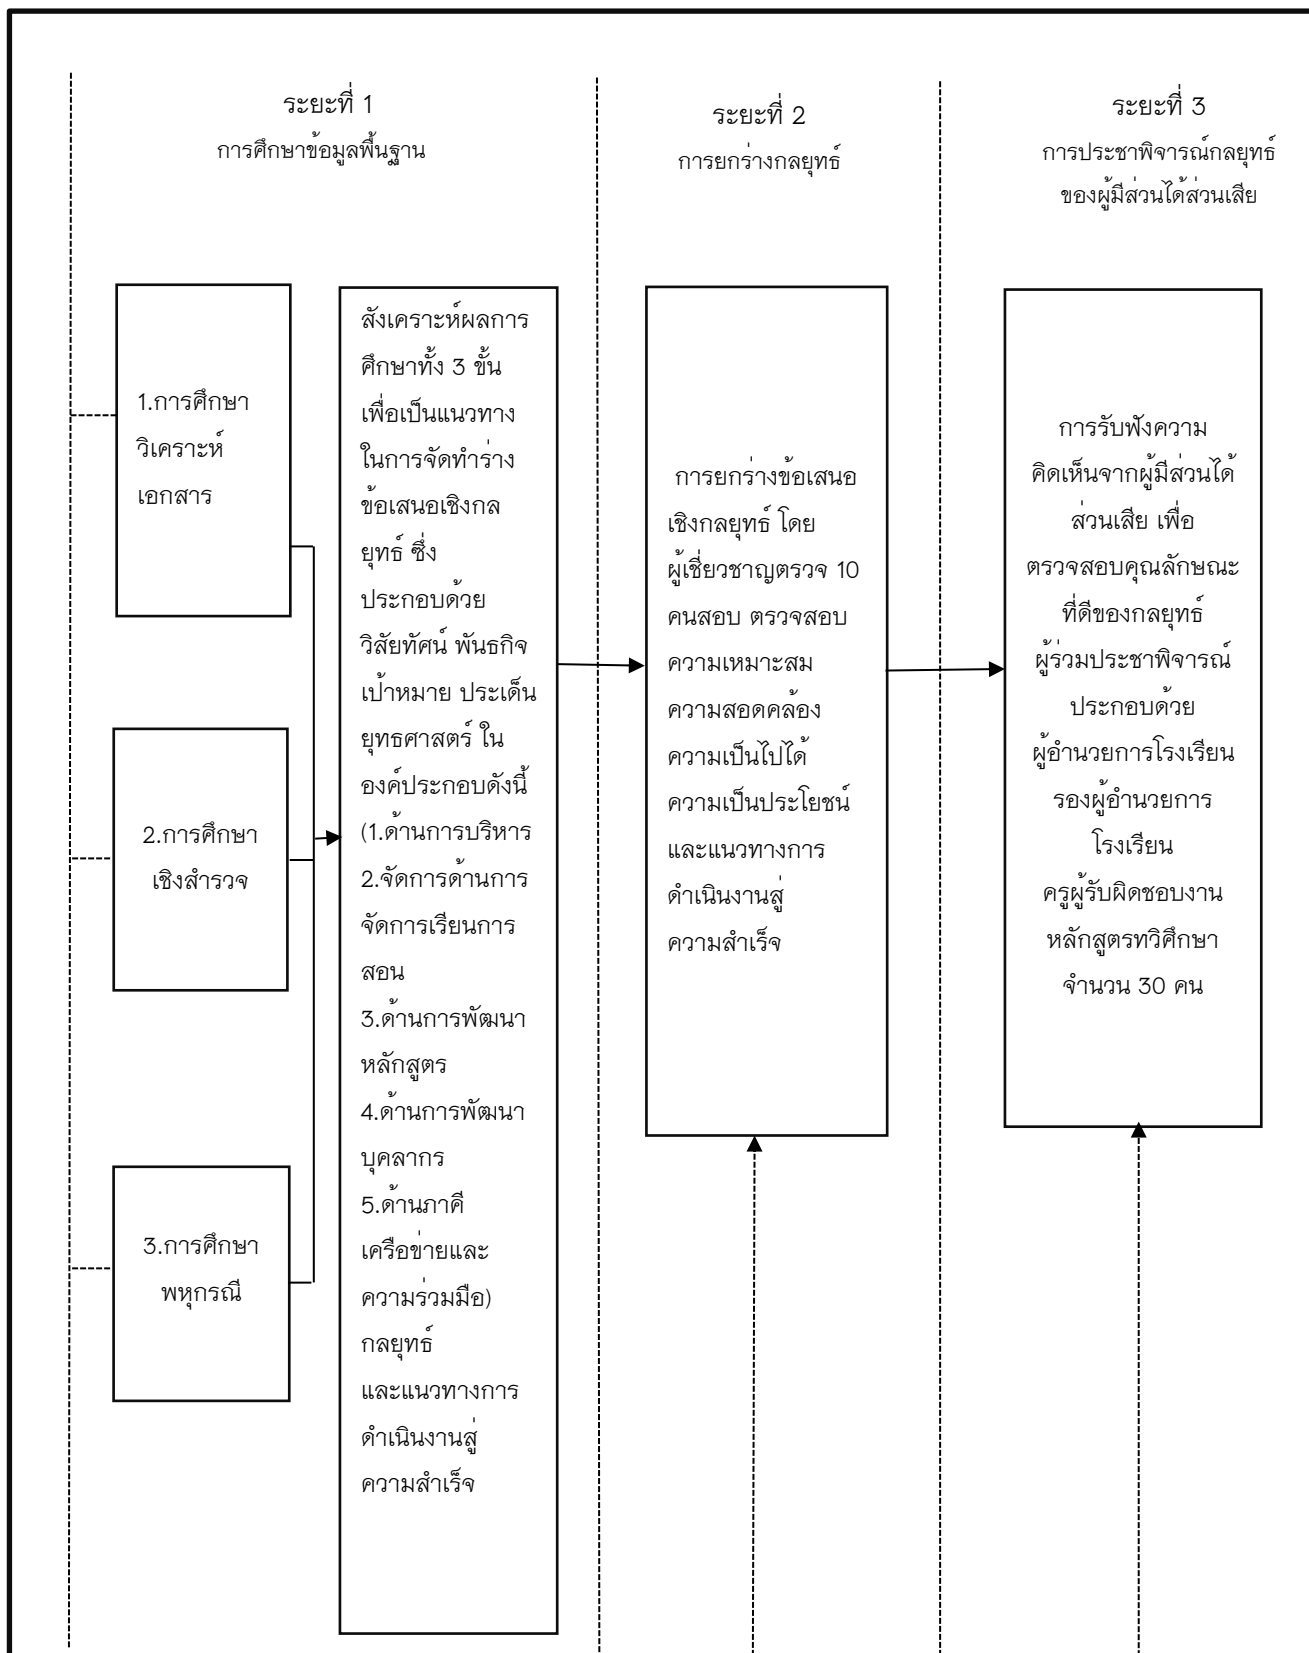 ระยะที่ 1
การศึกษาข้อมูลพื้นฐาน
ระยะที่ 2
การยกร่างกลยุทธ์
ระยะที่ 3
การประชาพิจารณ์กลยุทธ์
ของผู้มีส่วนได้ส่วนเสีย
1.การศึกษา
วิเคราะห์
เอกสาร
2.การศึกษา
เชิงสำรวจ
3.การศึกษา
พหุกรณี
สังเคราะห์ผลการ
ศึกษาทั้ง 3 ขั้น
เพื่อเป็นแนวทาง
ในการจัดทำร่าง
ข้อเสนอเชิงกล
ยุทธ์ ซึ่ง
ประกอบด้วย
วิสัยทัศน์ พันธกิจ
เป้าหมาย ประเด็น
ยุทธศาสตร์ ใน
องค์ประกอบดังนี้
(1.ด้านการบริหาร
2.จัดการด้านการ
จัดการเรียนการ
สอน
3.ด้านการพัฒนา
หลักสูตร
4.ด้านการพัฒนา
บุคลากร
5.ด้านภาคี
เครือข่ายและ
ความร่วมมือ)
กลยุทธ์
และแนวทางการ
ดำเนินงานสู่
ความสำเร็จ
การยกร่างข้อเสนอ
เชิงกลยุทธ์ โดย
ผู้เชี่ยวชาญตรวจ 10
คนสอบ ตรวจสอบ
ความเหมาะสม
ความสอดคล้อง
ความเป็นไปได้
ความเป็นประโยชน์
และแนวทางการ
ดำเนินงานสู่
ความสำเร็จ
การรับฟังความ
คิดเห็นจากผู้มีส่วนได้
ส่วนเสีย เพื่อ
ตรวจสอบคุณลักษณะ
ที่ดีของกลยุทธ์
ผู้ร่วมประชาพิจารณ์
ประกอบด้วย
ผู้อำนวยการโรงเรียน
รองผู้อำนวยการ
โรงเรียน
ครูผู้รับผิดชอบงาน
หลักสูตรทวิศึกษา
จำนวน 30 คน